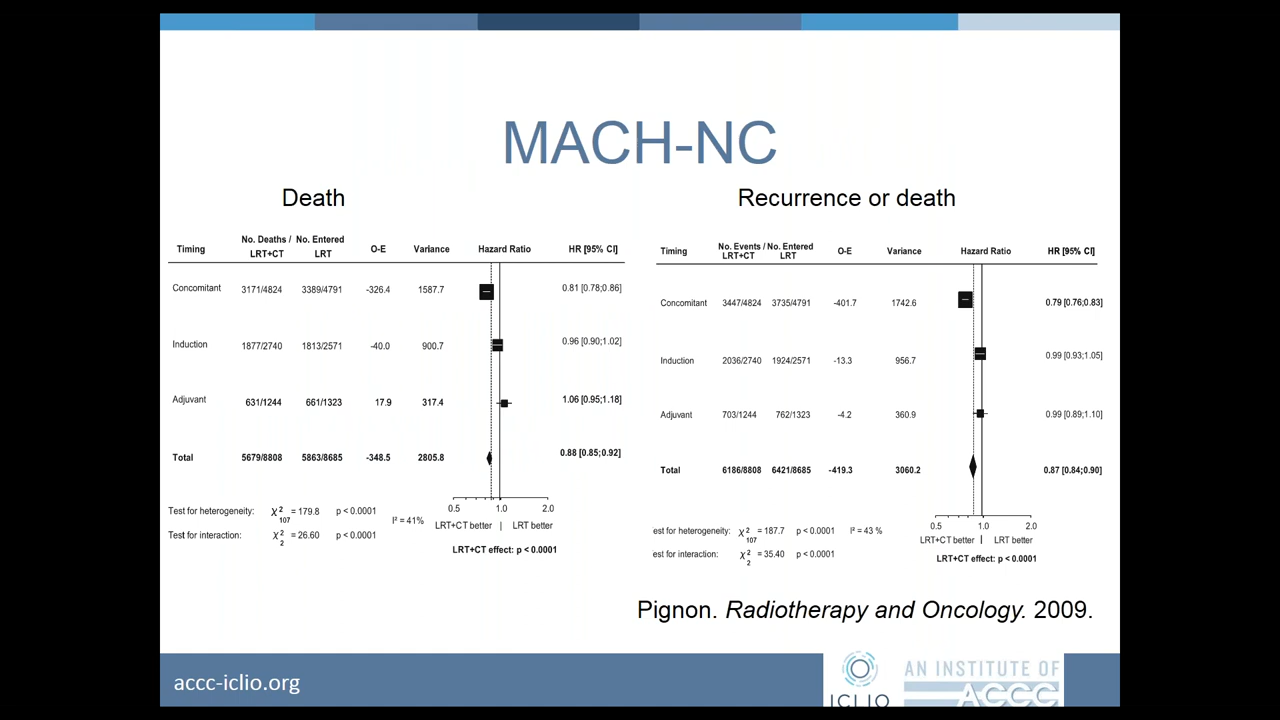 MACH-NC
Death
Timing No. Deaths / No. Entered O-E Variance Hazard Ratio HR [95% CI]
LRT+CT LRT
Concomitant 3171/4824 3389/4791 -326.4 1587.7 0.81 [0.78;0.86]
Induction 1877/2740 1813/2571 -40.0 900.7 0.96 [0.90;1.02]
Adjuvant 631/1244 661/1323 17.9 317.4 1.06 [0.95;1.18]
Total 5679/8808 5863/8685 -348.5 2805.8 0.88 [0.85;0.92]
0.5 1.0 2.0
Test for heterogeneity: χ²107 = 179.8 p < 0.0001 I² = 41%
Test for interaction: χ²2 = 26.60 p < 0.0001
LRT+CT better | LRT better
LRT+CT effect: p < 0.0001
Recurrence or death
Timing No. Events / No. Entered O-E Variance Hazard Ratio HR [95% CI]
LRT+CT LRT
Concomitant 3447/4824 3735/4791 -401.7 1742.6 0.79 [0.76;0.83]
Induction 2036/2740 1924/2571 -13.3 956.7 0.99 [0.93;1.05]
Adjuvant 703/1244 762/1323 -4.2 360.9 0.99 [0.89;1.10]
Total 6186/8808 6421/8685 -419.3 3060.2 0.87 [0.84;0.90]
0.5 1.0 2.0
est for heterogeneity: χ²107 = 187.7 p < 0.0001 I² = 43 %
est for interaction: χ²2 = 35.40 p < 0.0001
LRT+CT better | LRT better
LRT+CT effect: p < 0.0001
Pignon. Radiotherapy and Oncology. 2009.
accc-iclio.org
ICLIO
AN INSTITUTE OF
ACCC